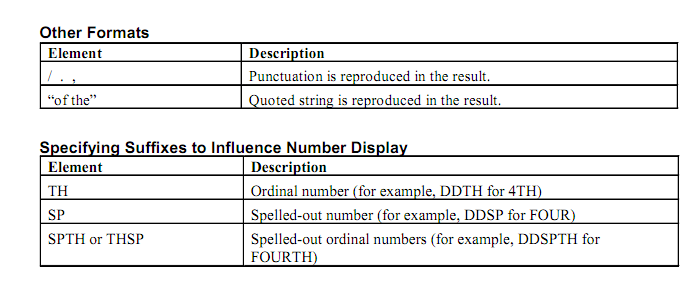 Other Formats
Element Description
/ . , Punctuation is reproduced in the result.
“of the” Quoted string is reproduced in the result.
Specifying Suffixes to Influence Number Display
Element Description
TH Ordinal number (for example, DDTH for 4TH)
SP Spelled-out number (for example, DDSP for FOUR)
SPTH or THSP Spelled-out ordinal numbers (for example, DDSPTH for
FOURTH)